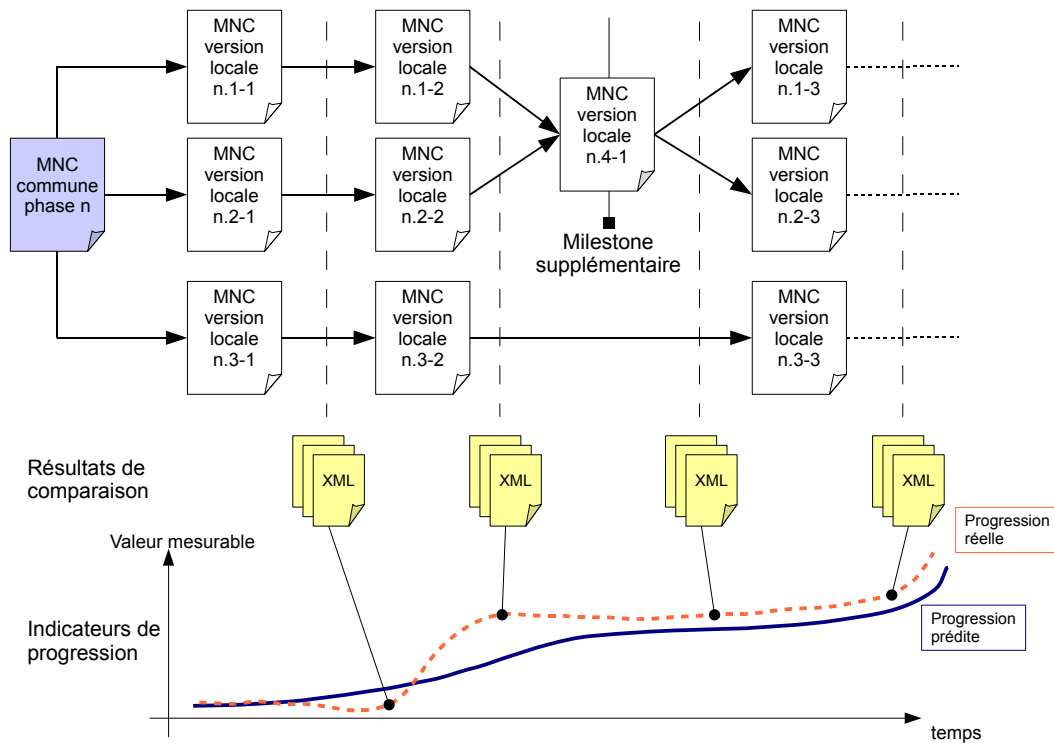 MNC
version
locale
n.1-1
MNC
version
locale
n.1-2
MNC
version
locale
n.4-1
MNC
version
locale
n.1-3
MNC
commune
phase n
MNC
version
locale
n.2-1
MNC
version
locale
n.2-2
MNC
version
locale
n.2-3
Milestone
supplémentaire
MNC
version
locale
n.3-1
MNC
version
locale
n.3-2
MNC
version
locale
n.3-3
Résultats de
comparaison
XML
XML
XML
XML
Valeur mesurable
Progression
réelle
Indicateurs de
progression
Progression
prédite
temps